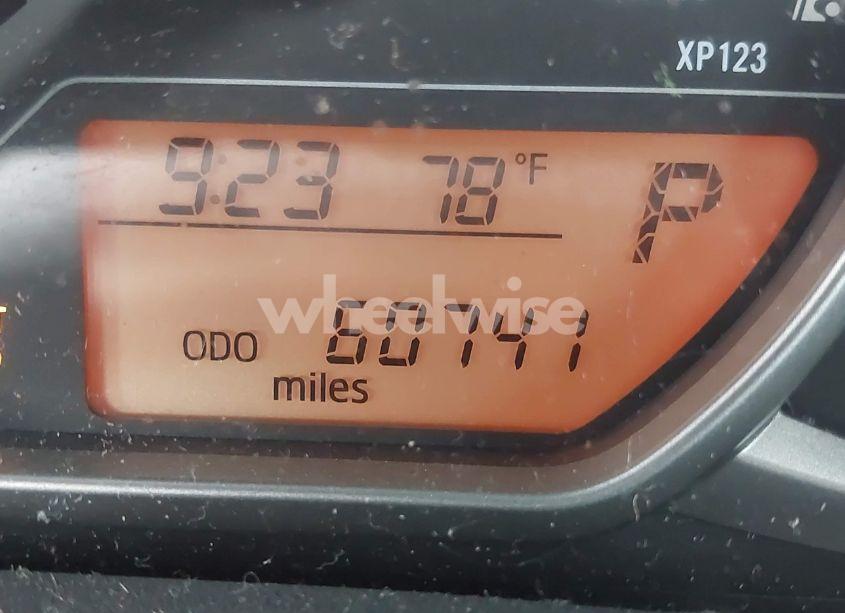 XP123
9:23 78°F P
wheelwise
ODO 60741
miles